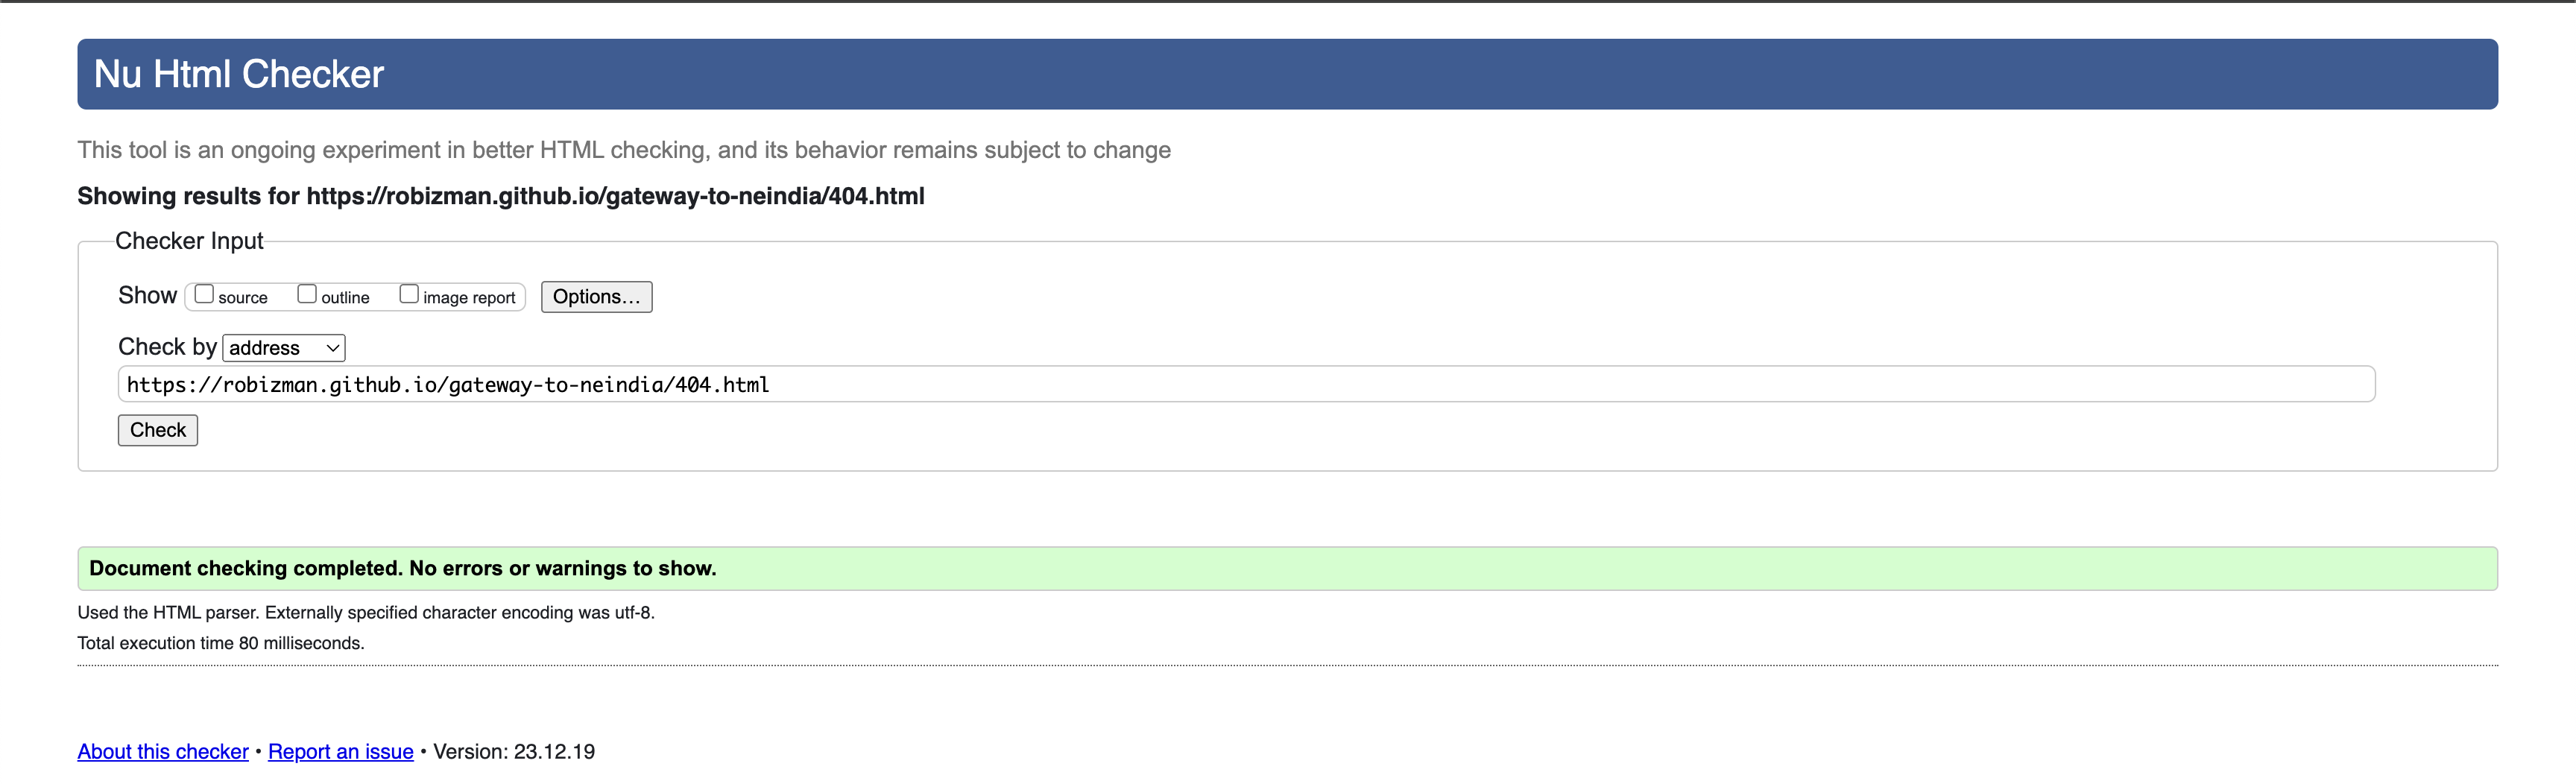 Nu Html Checker
This tool is an ongoing experiment in better HTML checking, and its behavior remains subject to change
Showing results for https://robizman.github.io/gateway-to-neindia/404.html
Checker Input
Show source outline image report Options…
Check by address
https://robizman.github.io/gateway-to-neindia/404.html
Check
Document checking completed. No errors or warnings to show.
Used the HTML parser. Externally specified character encoding was utf-8.
Total execution time 80 milliseconds.
About this checker • Report an issue • Version: 23.12.19